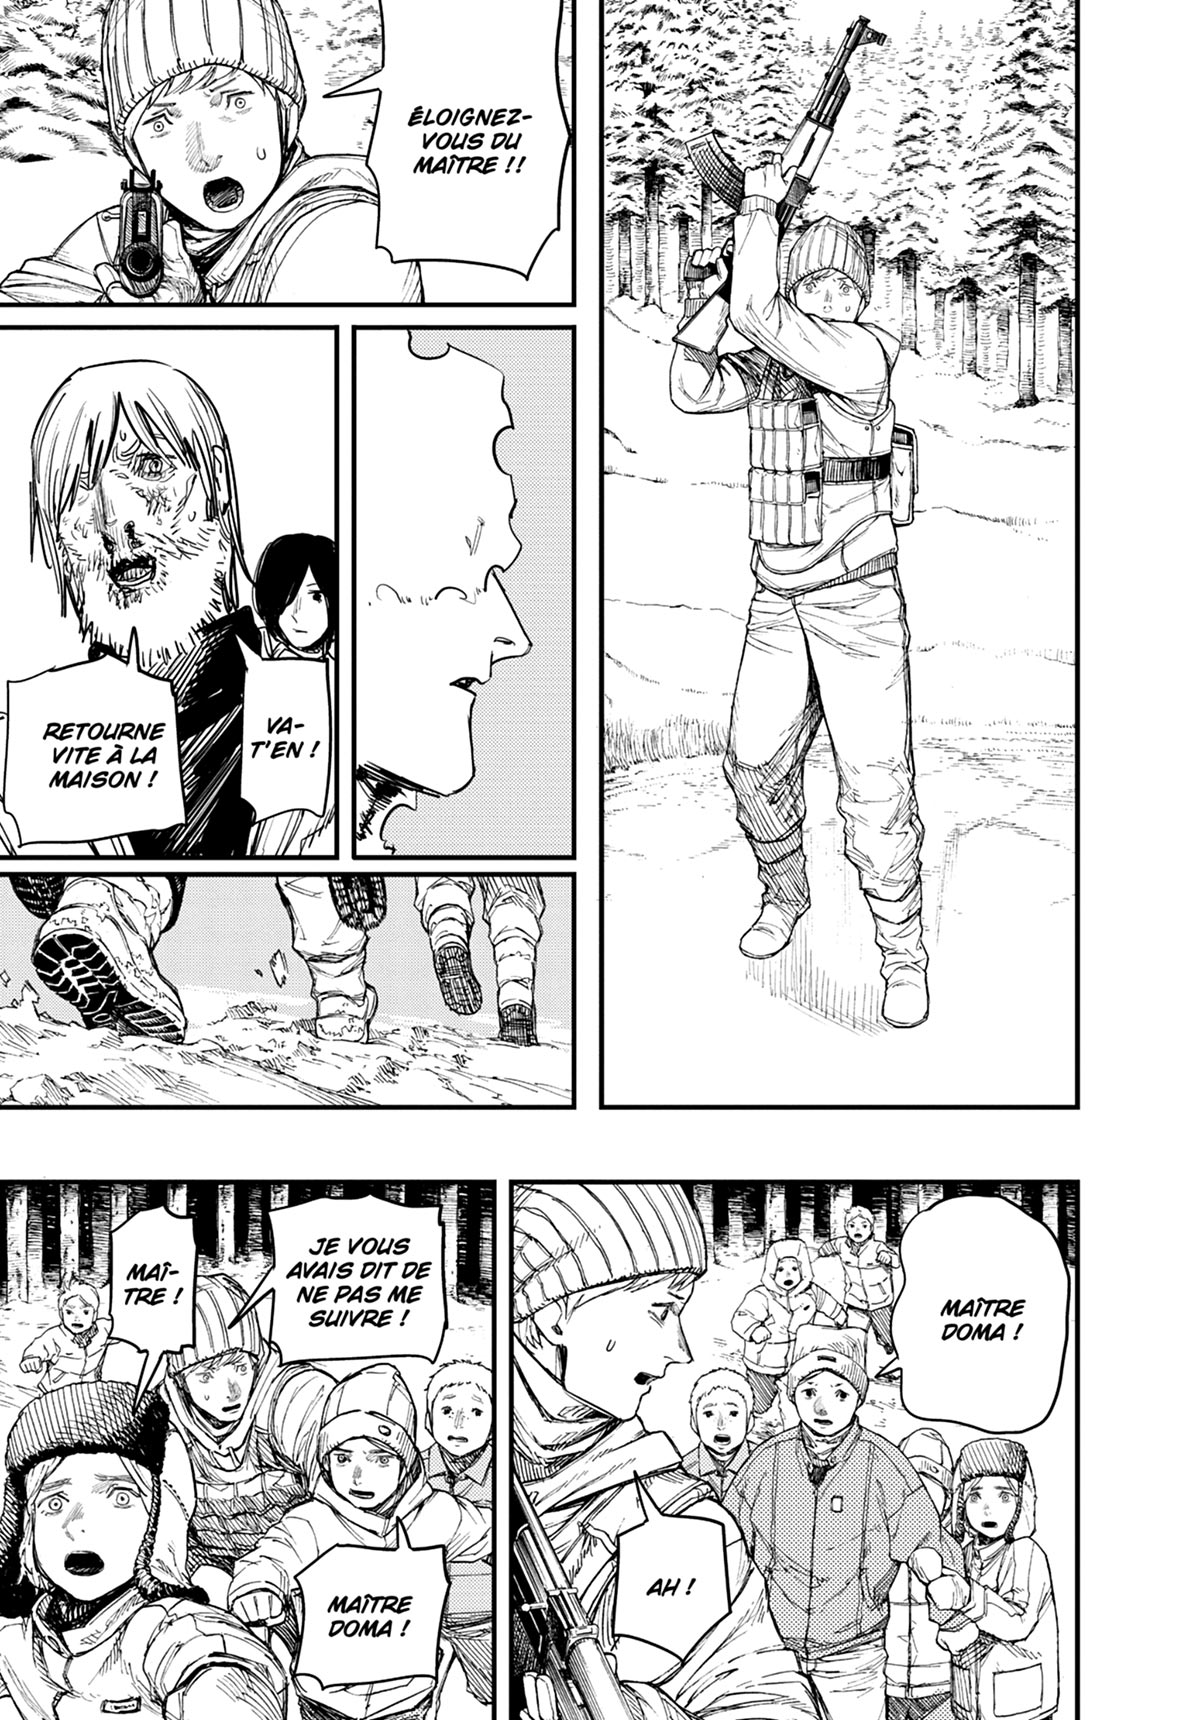 ÉLOIGNEZ-
VOUS DU
MAÎTRE !!
VA-
T'EN !
RETOURNE
VITE À LA
MAISON !
MAÎTRE
DOMA !
AH !
JE VOUS
AVAIS DIT DE
NE PAS ME
SUIVRE !
MAÎ-
TRE !
MAÎTRE
DOMA !